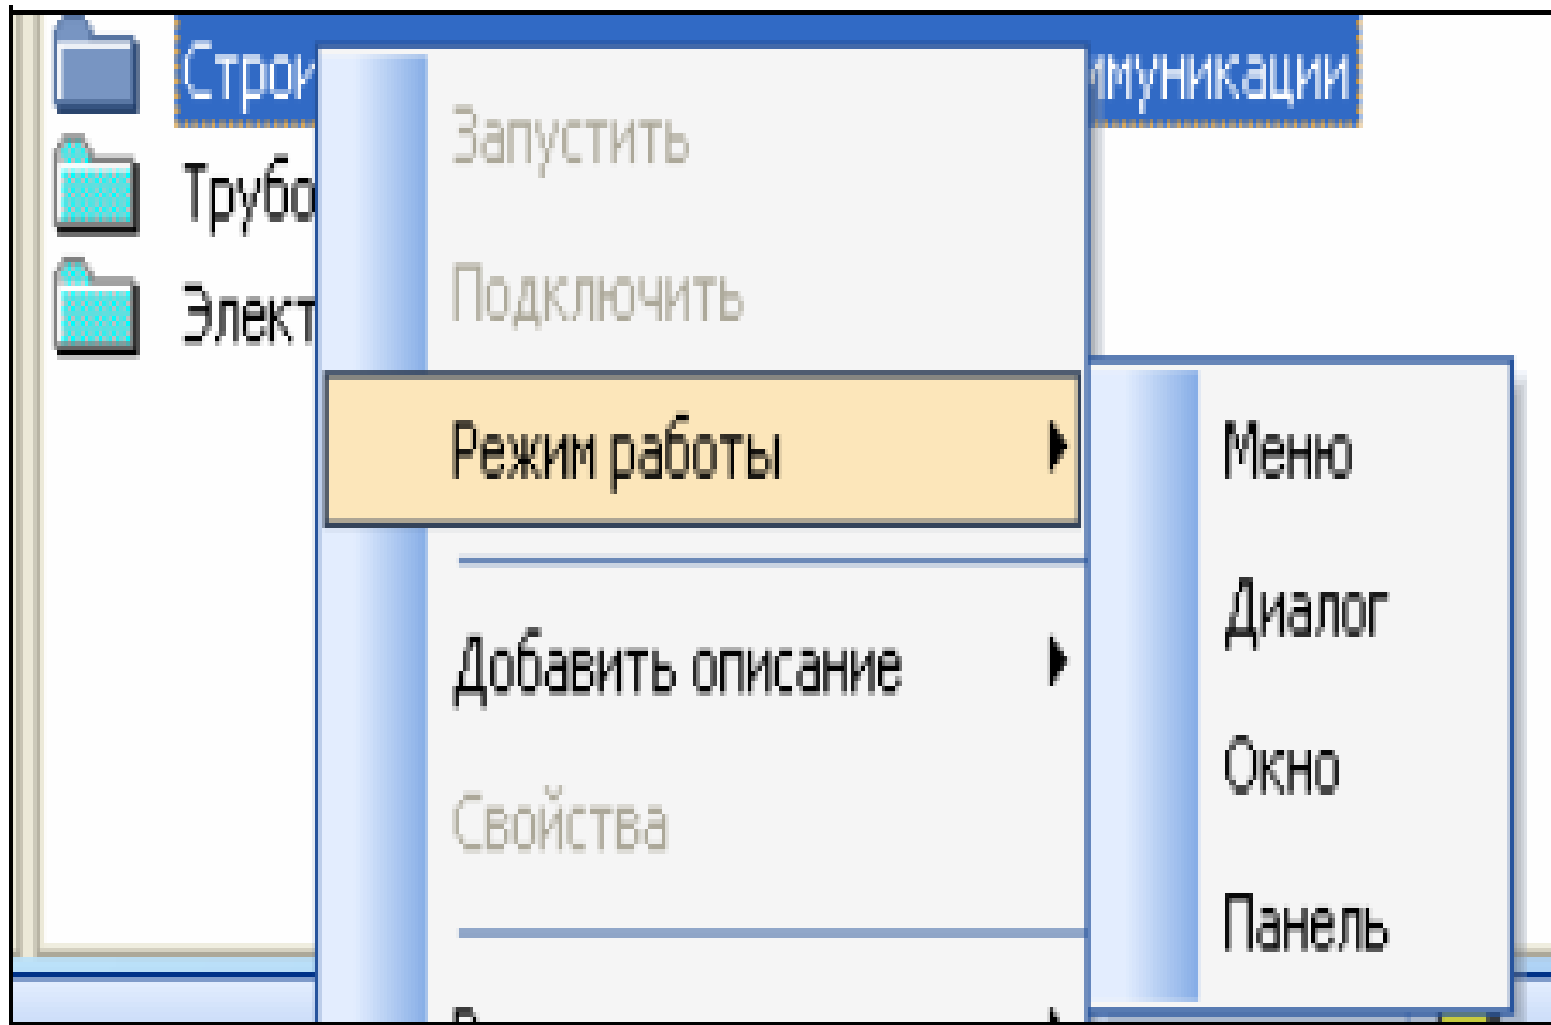 Строи ммуникации
Запустить
Трубо
Подключить
Элект
Режим работы
Меню
Диалог
Добавить описание
Окно
Свойства
Панель